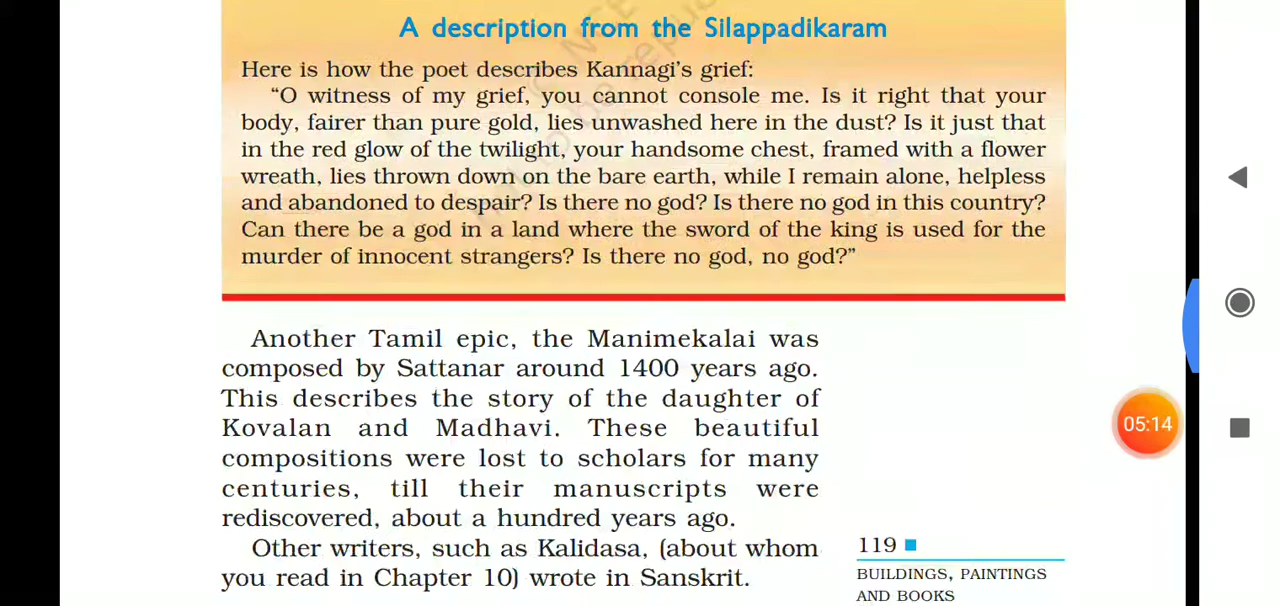 A description from the Silappadikaram
Here is how the poet describes Kannagi's grief:
"O witness of my grief, you cannot console me. Is it right that your
body, fairer than pure gold, lies unwashed here in the dust? Is it just that
in the red glow of the twilight, your handsome chest, framed with a flower
wreath, lies thrown down on the bare earth, while I remain alone, helpless
and abandoned to despair? Is there no god? Is there no god in this country?
Can there be a god in a land where the sword of the king is used for the
murder of innocent strangers? Is there no god, no god?"
Another Tamil epic, the Manimekalai was
composed by Sattanar around 1400 years ago.
This describes the story of the daughter of
Kovalan and Madhavi. These beautiful
compositions were lost to scholars for many
centuries, till their manuscripts were
rediscovered, about a hundred years ago.
Other writers, such as Kalidasa, (about whom
you read in Chapter 10) wrote in Sanskrit.
119
BUILDINGS, PAINTINGS
AND BOOKS
05:14